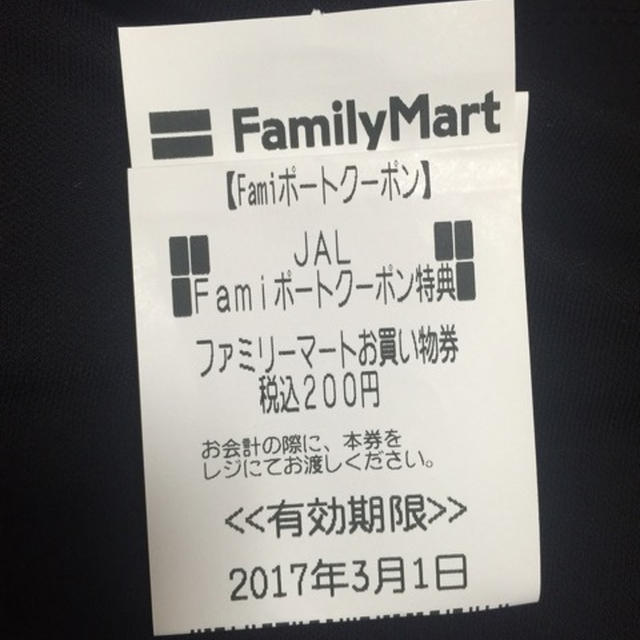 FamilyMart
【Famiポートクーポン】
JAL
Famiポートクーポン特典
ファミリーマートお買い物券
税込200円
お会計の際に、本券を
レジにてお渡しください。
<<有効期限>>
2017年3月1日